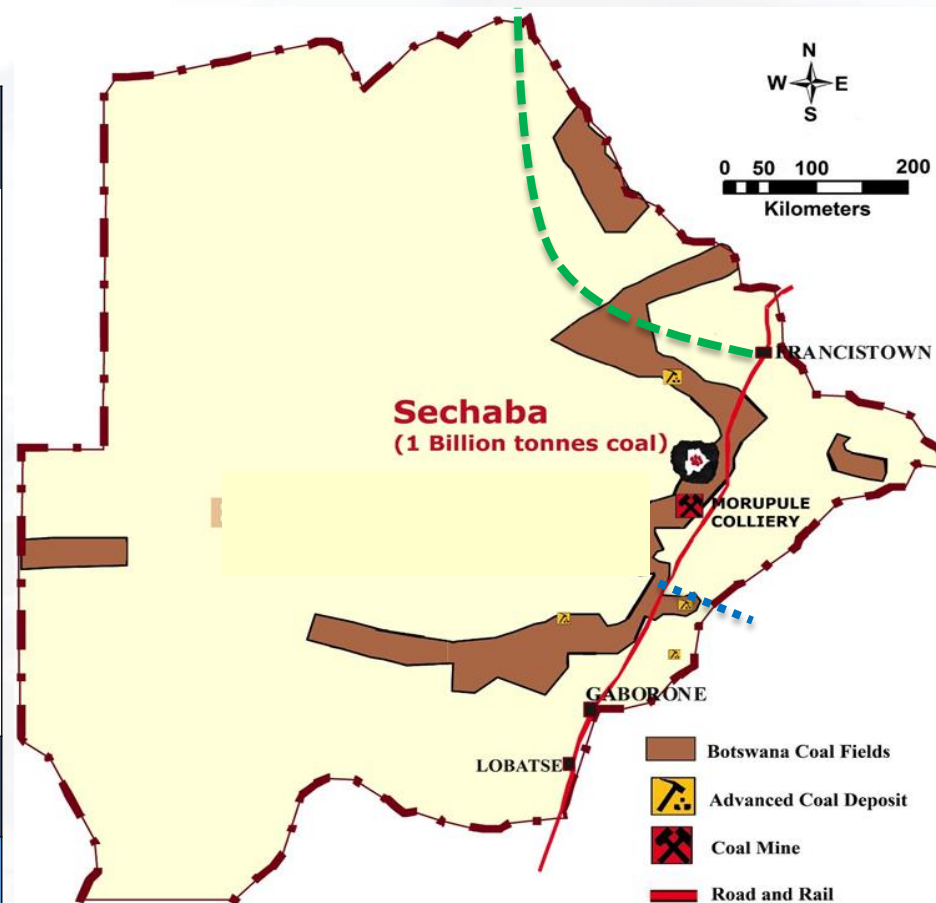 N
W E
S
0 50 100 200
Kilometers
FRANCISTOWN
Sechaba
(1 Billion tonnes coal)
MORUPULE
COLLIERY
GABORONE
LOBATSE
Botswana Coal Fields
Advanced Coal Deposit
Coal Mine
Road and Rail